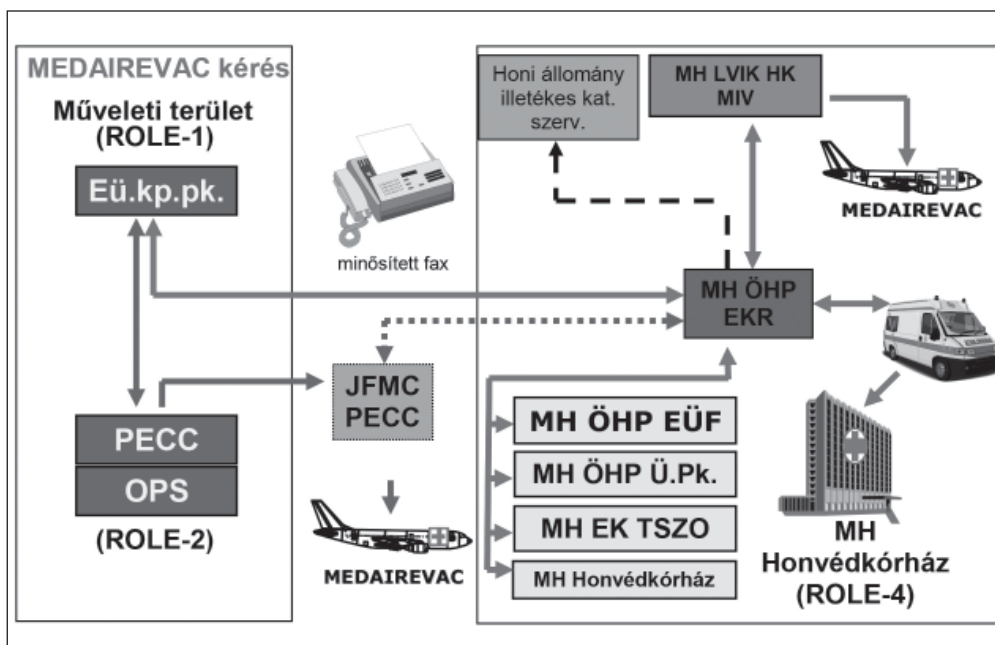 MEDAIREVAC kérés
Műveleti terület
(ROLE-1)
Eü.kp.pk.
PECC
OPS
(ROLE-2)
minősített fax
JFMC
PECC
MEDAIREVAC
Honi állomány
illetékes kat.
szerv.
MH LVIK HK
MIV
MEDAIREVAC
MH ÖHP
EKR
MH ÖHP EÜF
MH ÖHP Ü.Pk.
MH EK TSZO
MH Honvédkórház
MH
Honvédkórház
(ROLE-4)